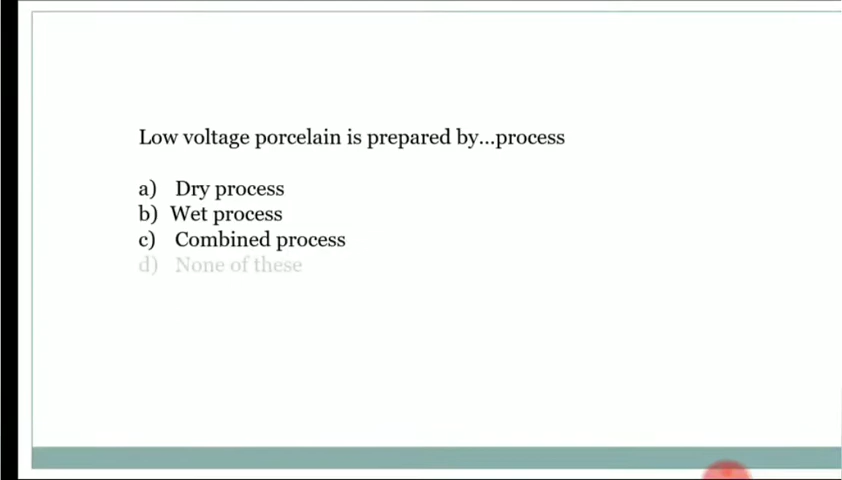 Low voltage porcelain is prepared by...process
a) Dry process
b) Wet process
c) Combined process
d) None of these